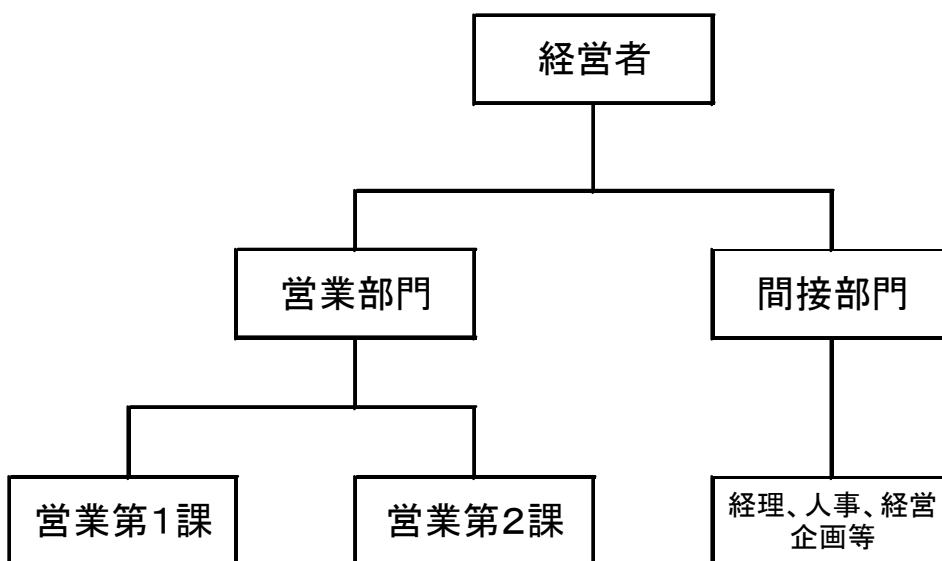 経営者
営業部門
間接部門
営業第１課
営業第２課
経理、人事、経営
企画等